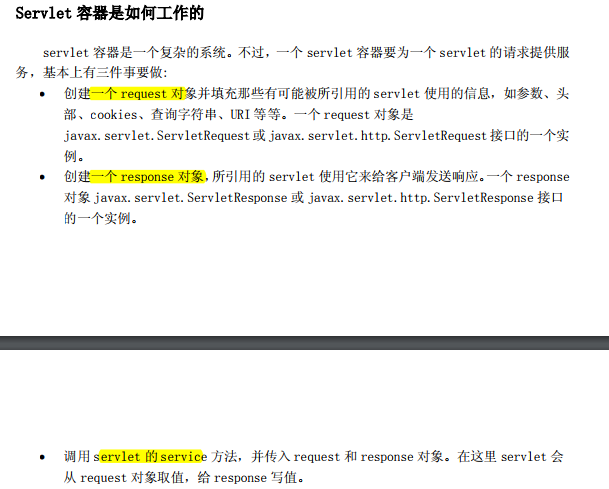 Servlet 容器是如何工作的
servlet 容器是一个复杂的系统。不过，一个 servlet 容器要为一个 servlet 的请求提供服
务，基本上有三件事要做:
• 创建一个 request 对象并填充那些有可能被所引用的 servlet 使用的信息，如参数、头
部、cookies、查询字符串、URI 等等。一个 request 对象是
javax.servlet.ServletRequest 或 javax.servlet.http.ServletRequest 接口的一个实
例。
• 创建一个 response 对象，所引用的 servlet 使用它来给客户端发送响应。一个 response
对象 javax.servlet.ServletResponse 或 javax.servlet.http.ServletResponse 接口
的一个实例。
• 调用 servlet 的 service 方法，并传入 request 和 response 对象。在这里 servlet 会
从 request 对象取值，给 response 写值。